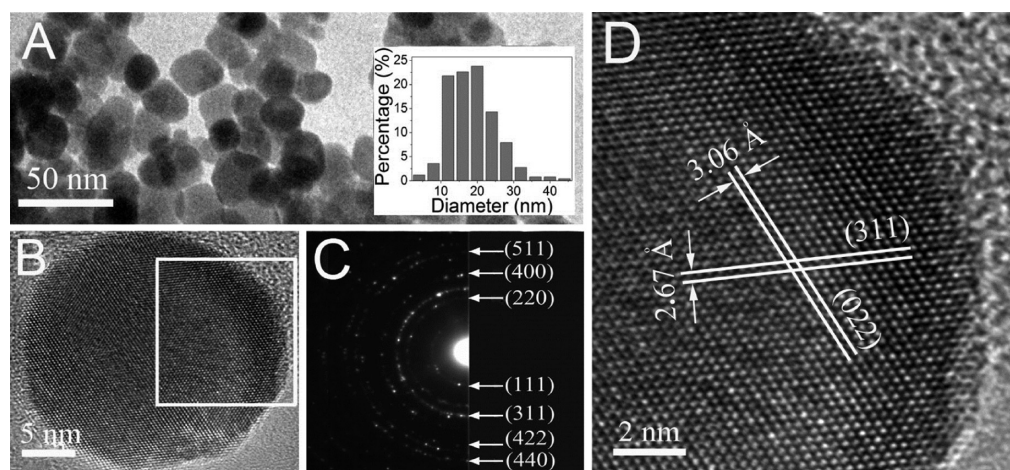 A
Percentage (%)
25
20
15
10
5
0
10 20 30 40
Diameter (nm)
50 nm
B
5 nm
C
(511)
(400)
(220)
(111)
(311)
(422)
(440)
D
3.06 Å
2.67 Å
(311)
(022)
2 nm